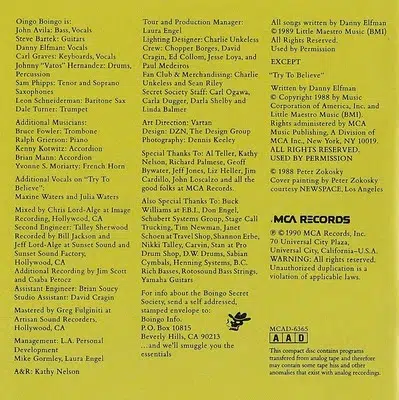 Oingo Boingo is:
John Avila: Bass, Vocals
Steve Bartek: Guitars
Danny Elfman: Vocals
Carl Graves: Keyboards, Vocals
Johnny "Vatos" Hernandez: Drums,
Percussion
Sam Phipps: Tenor and Soprano
Saxophones
Leon Schneiderman: Baritone Sax
Dale Turner: Trumpet
Additional Musicians:
Bruce Fowler: Trombone
Ralph Grierson: Piano
Kenny Kotwitz: Accordion
Brian Mann: Accordion
Yvonne S. Moriarty: French Horn
Additional Vocals on "Try To
Believe":
Maxine Waters and Julia Waters
Mixed by Chris Lord-Alge at Image
Recording, Hollywood, CA
Second Engineer: Talley Sherwood
Recorded by Bill Jackson and
Jeff Lord-Alge at Sunset Sound and
Sunset Sound Factory,
Hollywood, CA
Additional Recording by Jim Scott
and Csaba Petocz
Assistant Engineer: Brian Soucy
Studio Assistant: David Cragin
Mastered by Greg Fulginiti at
Artisan Sound Recorders,
Hollywood, CA
Management: L.A. Personal
Development
Mike Gormley, Laura Engel
A&R: Kathy Nelson
Tour and Production Manager:
Laura Engel
Lighting Designer: Charlie Unkeless
Crew: Chopper Borges, David
Cragin, Ed Collom, Jesse Loya, and
Paul Medeiros
Fan Club & Merchandising: Charlie
Unkeless and Sean Riley
Secret Society Staff: Carl Ogawa,
Carla Dugger, Darla Shelby and
Linda Balmer
Art Direction: Vartan
Design: DZN, The Design Group
Photography: Dennis Keeley
Special Thanks To: Al Teller, Kathy
Nelson, Richard Palmese, Geoff
Bywater, Jeff Jones, Liz Heller, Jim
Cardillo, John Loscalzo and all the
good folks at MCA Records.
Also Special Thanks To: Buck
Williams at F.B.I., Don Engel,
Schubert Systems Group, Stage Call
Trucking, Tim Newman, Janet
Schoen at Travel Shop, Shannon Erbe,
Nikki Talley, Carvin, Stan at Pro
Drum Shop, D.W. Drums, Sabian
Cymbals, Henning Systems, B.C.
Rich Basses, Rotosound Bass Strings,
Yamaha Guitars
For info about the Boingo Secret
Society, send a self addressed,
stamped envelope to:
Boingo Info.
P.O. Box 10815
Beverly Hills, CA 90213
...and we'll smuggle you the
essentials
All songs written by Danny Elfman
©1989 Little Maestro Music (BMI)
All Rights Reserved.
Used by Permission
EXCEPT
"Try To Believe"
Written by Danny Elfman
© Copyright 1988 by Music
Corporation of America, Inc. and
Little Maestro Music (BMI).
Rights administered by MCA
Music Publishing, A Division of
MCA Inc., New York, NY 10019.
ALL RIGHTS RESERVED.
USED BY PERMISSION
© 1988 Peter Zokosky
Cover painting by Peter Zokosky
courtesy NEWSPACE, Los Angeles
MCA RECORDS
℗ © 1990 MCA Records, Inc.
70 Universal City Plaza,
Universal City, California–U.S.A.
WARNING: All rights reserved.
Unauthorized duplication is a
violation of applicable laws.
MCAD-6365
AAD
This compact disc contains programs
transferred from analog tape and therefore
may contain some tape hiss and other
anomalies that exist with analog recordings.